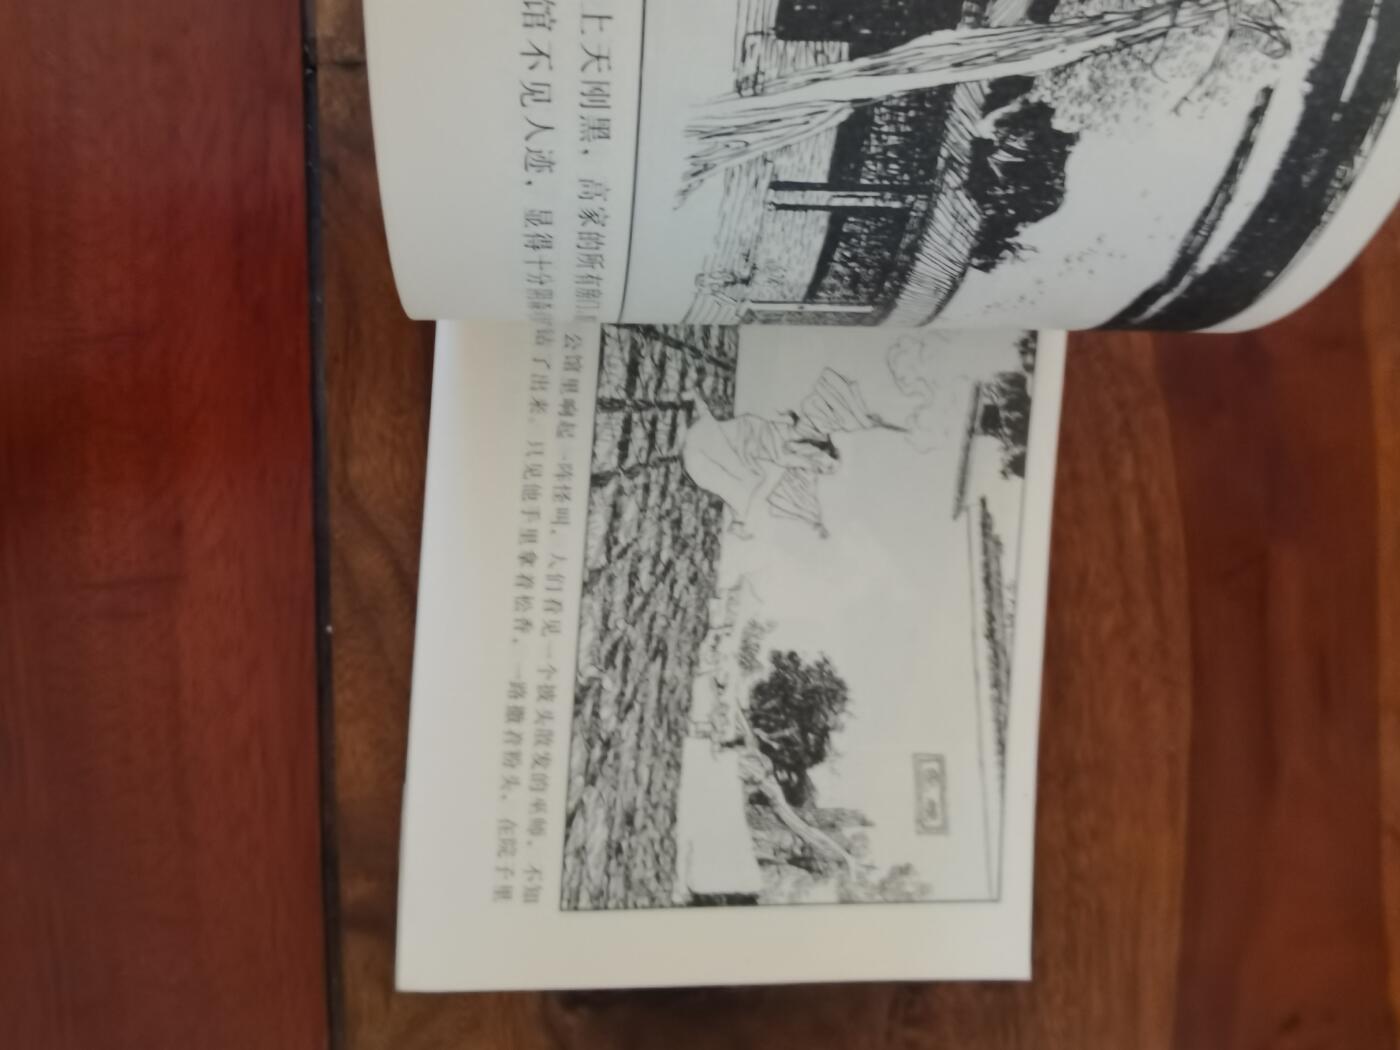 上天刚黑，高家的所有
馆不见人迹，显得十分
公馆里响起一阵怪叫，人们看见一个披头散发的巫师，不知
钻了出来。只见他手里拿着松香，一路撒着粉头，在院子里